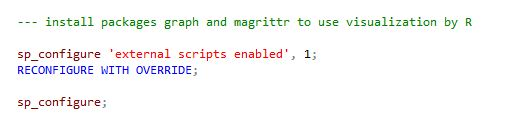 --- install packages graph and magrittr to use visualization by R
sp_configure 'external scripts enabled', 1;
RECONFIGURE WITH OVERRIDE;
sp_configure;